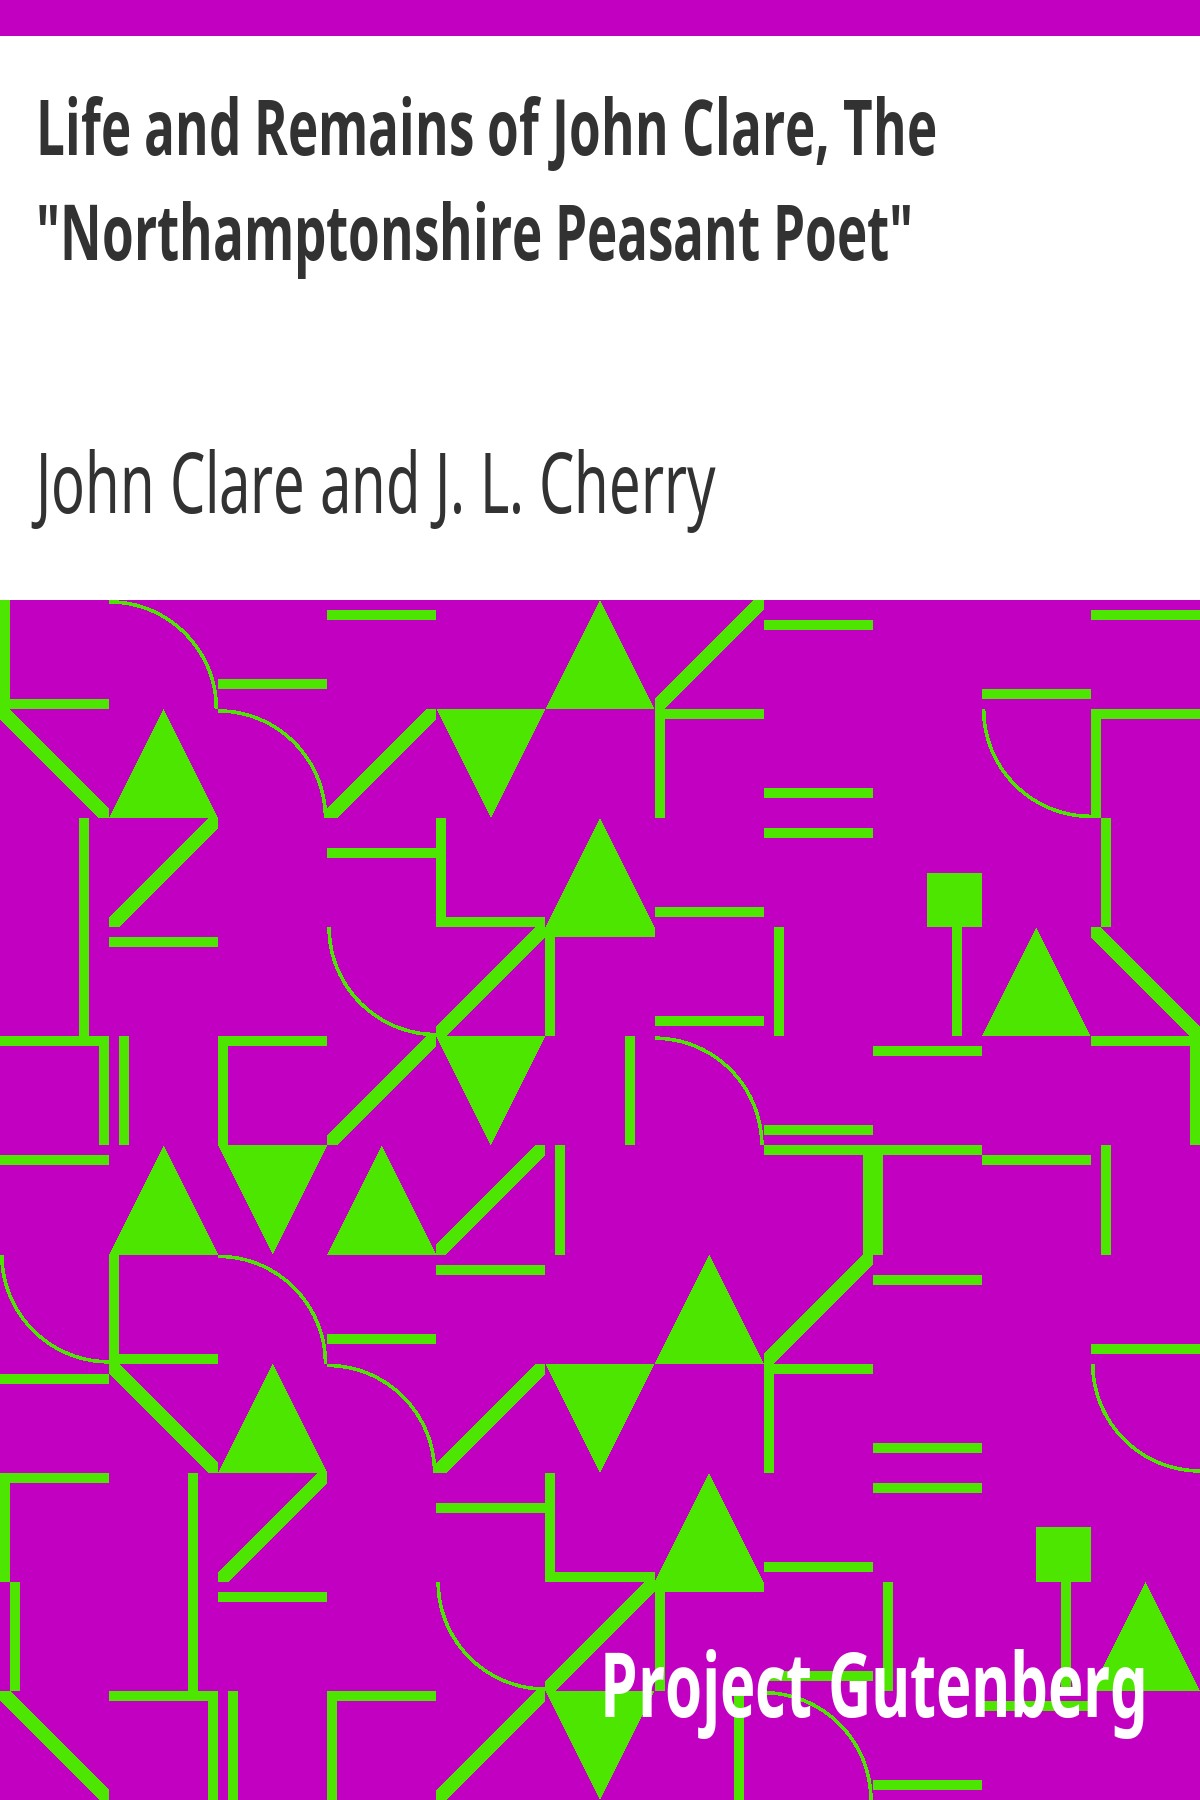 Life and Remains of John Clare, The
"Northamptonshire Peasant Poet"
John Clare and J. L. Cherry
Project Gutenberg